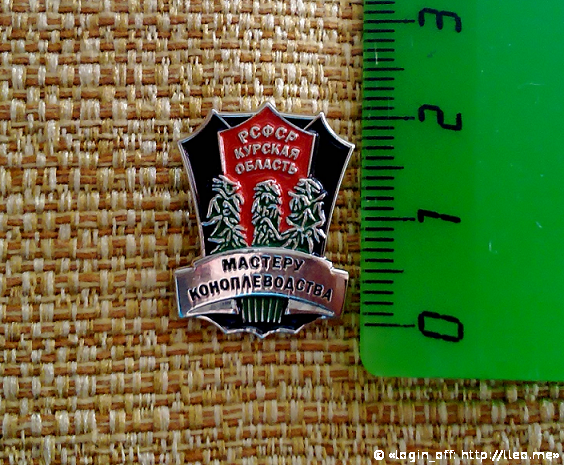 РСФСР
КУРСКАЯ
ОБЛАСТЬ
МАСТЕРУ
КОНОПЛЕВОДСТВА
3
2
1
0
© «login_off http://lleo.me»